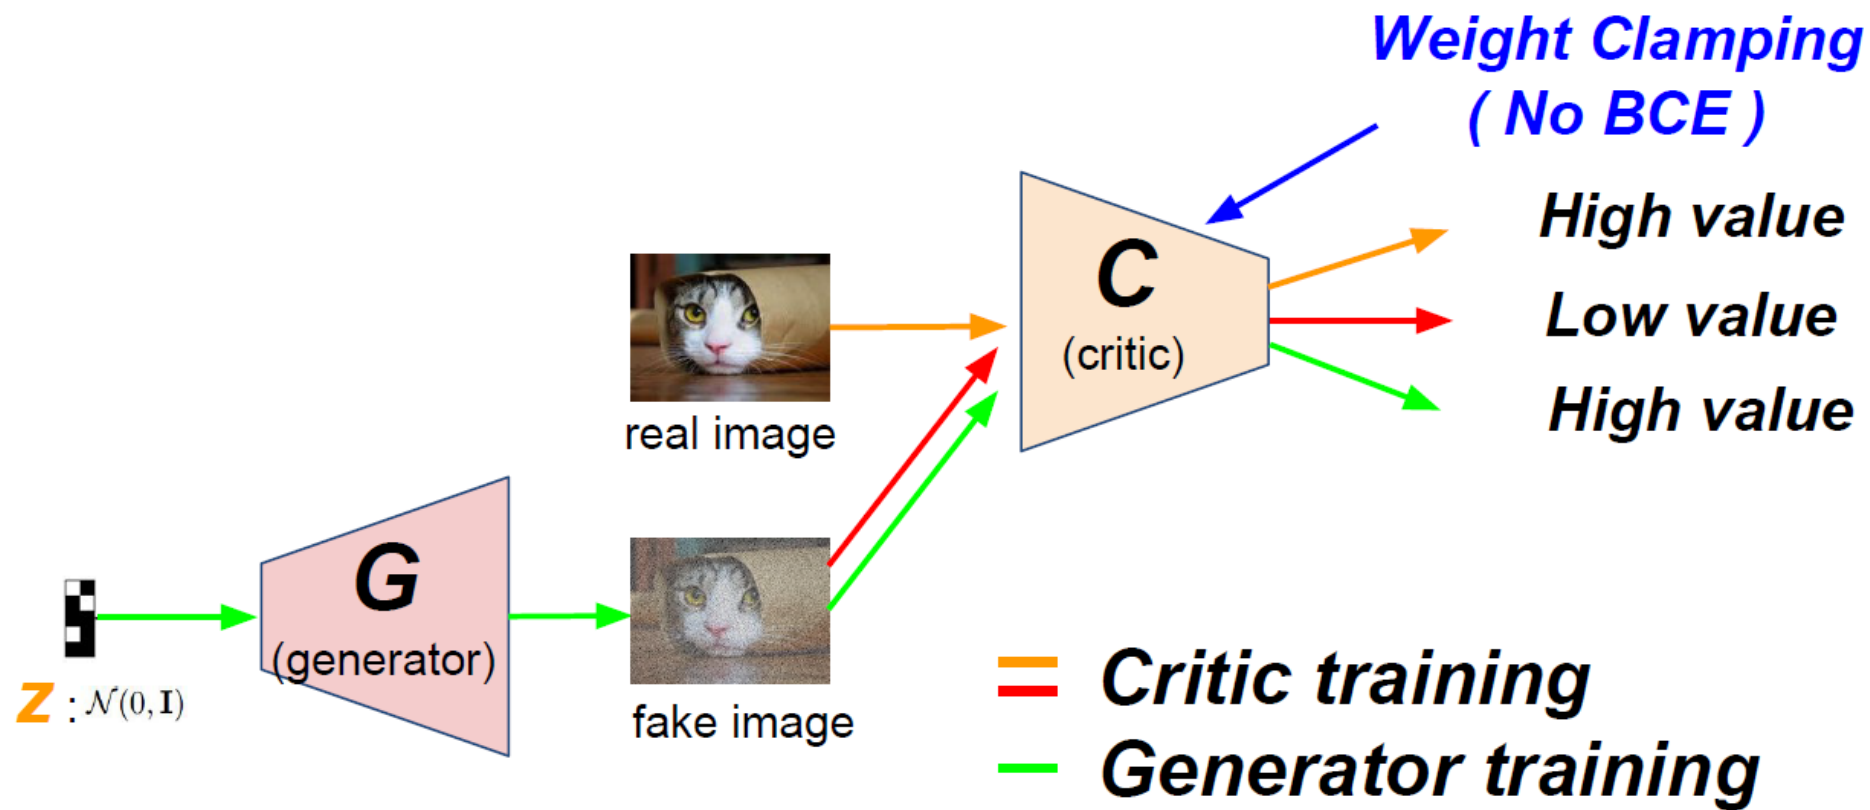 Weight Clamping
( No BCE )
High value
C
(critic)
Low value
High value
real image
G
(generator)
z : 𝒩(0, I)
fake image
Critic training
Generator training